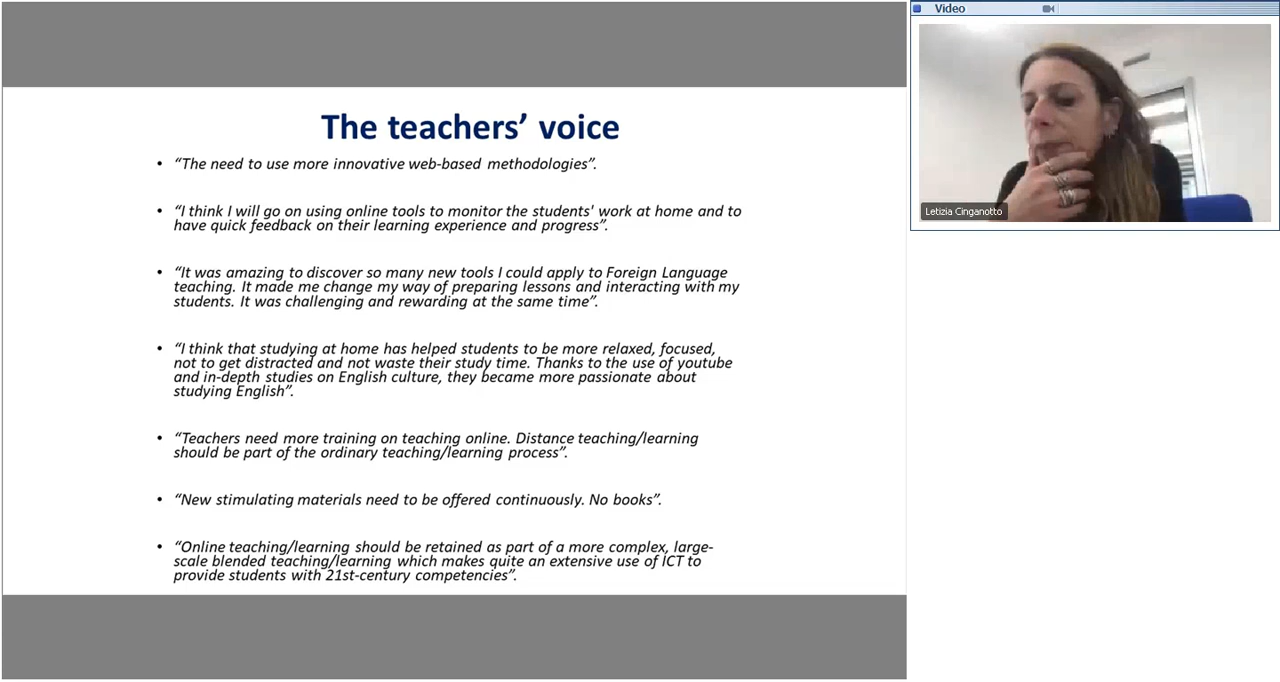 The teachers’ voice
• “The need to use more innovative web-based methodologies”.
• “I think I will go on using online tools to monitor the students' work at home and to
have quick feedback on their learning experience and progress”.
• “It was amazing to discover so many new tools I could apply to Foreign Language
teaching. It made me change my way of preparing lessons and interacting with my
students. It was challenging and rewarding at the same time”.
• “I think that studying at home has helped students to be more relaxed, focused,
not to get distracted and not waste their study time. Thanks to the use of youtube
and in-depth studies on English culture, they became more passionate about
studying English”.
• “Teachers need more training on teaching online. Distance teaching/learning
should be part of the ordinary teaching/learning process”.
• “New stimulating materials need to be offered continuously. No books”.
• “Online teaching/learning should be retained as part of a more complex, large-
scale blended teaching/learning which makes quite an extensive use of ICT to
provide students with 21st-century competencies”.
Video
Letizia Cinganotto